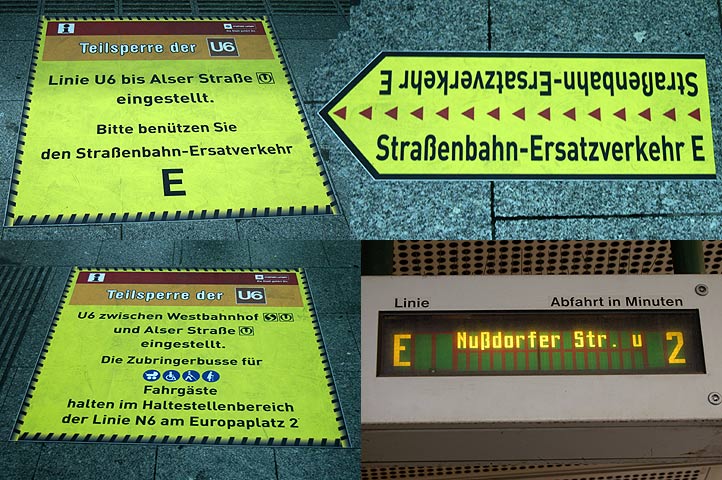 Teilsperre der U6
Linie U6 bis Alser Straße U
eingestellt.
Bitte benützen Sie
den Straßenbahn-Ersatzverkehr
E
Straßenbahn-Ersatzverkehr E
Straßenbahn-Ersatzverkehr E
Teilsperre der U6
U6 zwischen Westbahnhof S U
und Alser Straße U
eingestellt.
Die Zubringerbusse für
Fahrgäste
halten im Haltestellenbereich
der Linie N6 am Europaplatz 2
Linie Abfahrt in Minuten
E Nußdorfer Str. u 2